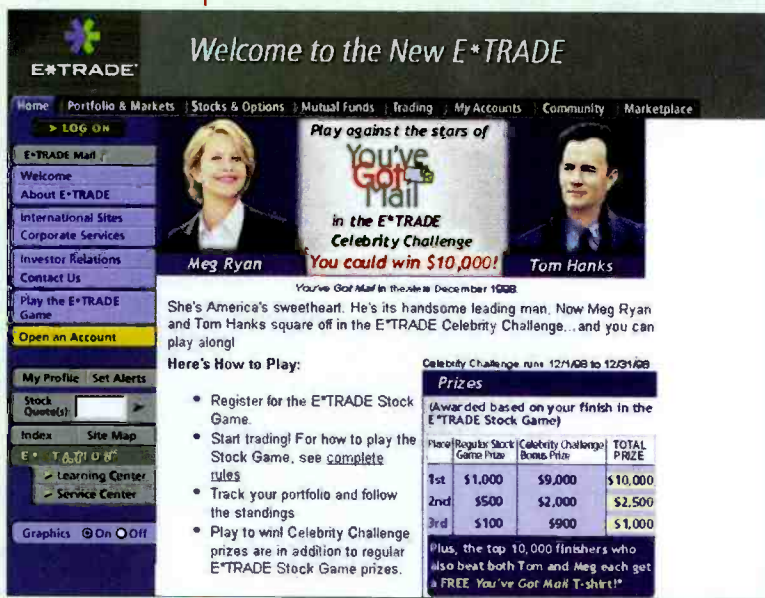 E*TRADE
Welcome to the New E*TRADE
Home Portfolio & Markets Stocks & Options Mutual Funds Trading My Accounts Community Marketplace
> LOG ON
E*TRADE Mail
Welcome
About E*TRADE
International Sites
Corporate Services
Investor Relations
Contact Us
Play the E*TRADE
Game
Open an Account
My Profile Set Alerts
Stock
Quote(s):
Index Site Map
Learning Center
Service Center
Graphics On Off
Play against the stars of
You've
Got
Mail
in the E*TRADE
Celebrity Challenge
You could win $10,000!
Meg Ryan
Tom Hanks
You've Got Mail in theaters December 1998.
She's America's sweetheart. He's its handsome leading man. Now Meg Ryan
and Tom Hanks square off in the E*TRADE Celebrity Challenge...and you can
play along!
Here's How to Play:
• Register for the E*TRADE Stock
Game.
• Start trading! For how to play the
Stock Game, see complete
rules
• Track your portfolio and follow
the standings
• Play to win! Celebrity Challenge
prizes are in addition to regular
E*TRADE Stock Game prizes.
Celebrity Challenge runs 12/1/98 to 12/31/98
Prizes
(Awarded based on your finish in the
E*TRADE Stock Game)
Place Regular Stock Game Prize Celebrity Challenge Bonus Prize TOTAL PRIZE
1st $1,000 $9,000 $10,000
2nd $500 $2,000 $2,500
3rd $100 $900 $1,000
Plus, the top 10,000 finishers who
also beat both Tom and Meg each get
a FREE You've Got Mail T-shirt!*